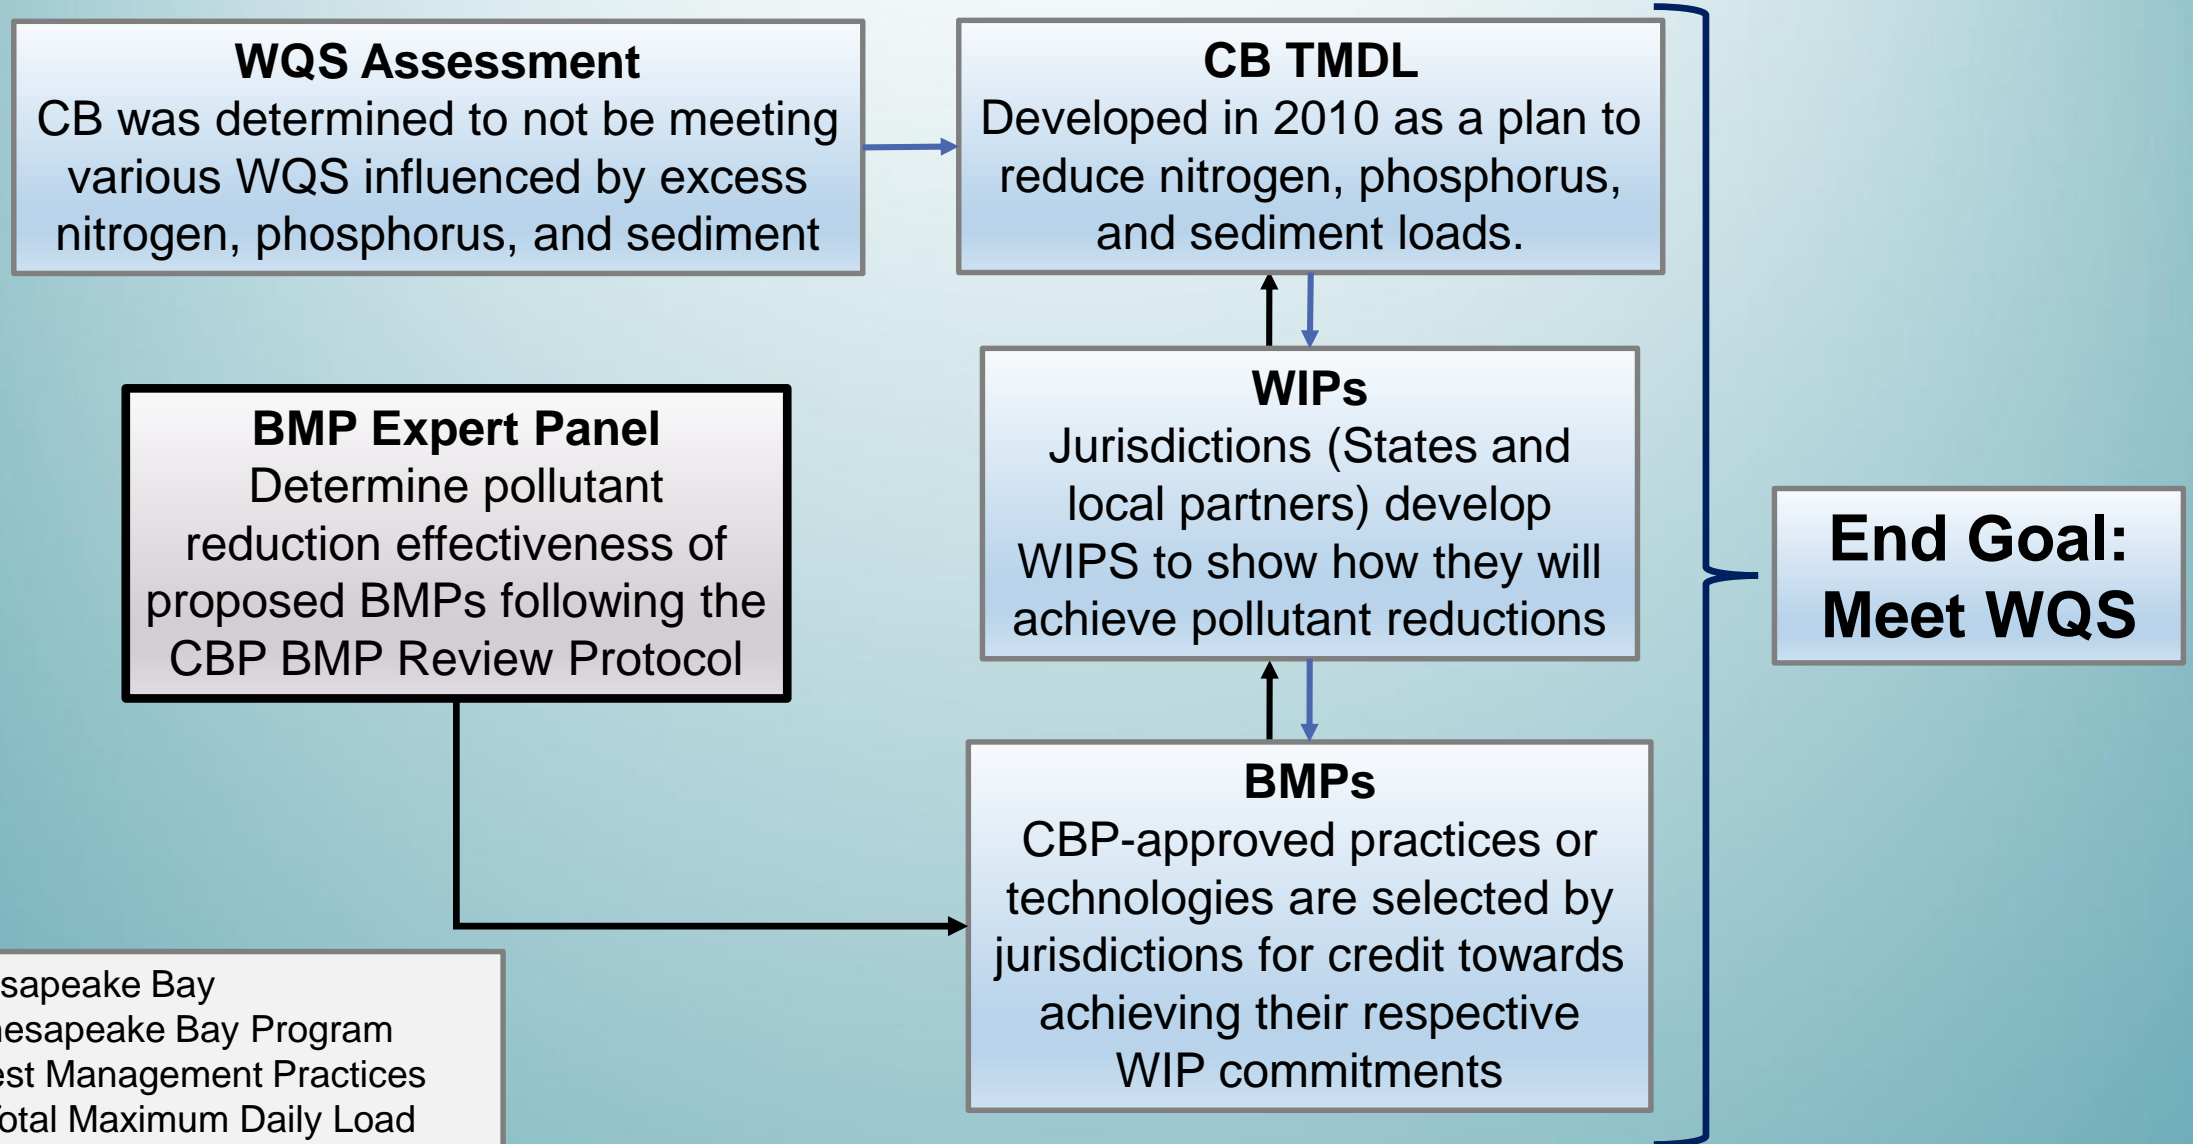 WQS Assessment
CB was determined to not be meeting
various WQS influenced by excess
nitrogen, phosphorus, and sediment
CB TMDL
Developed in 2010 as a plan to
reduce nitrogen, phosphorus,
and sediment loads.
BMP Expert Panel
Determine pollutant
reduction effectiveness of
proposed BMPs following the
CBP BMP Review Protocol
WIPs
Jurisdictions (States and
local partners) develop
WIPS to show how they will
achieve pollutant reductions
BMPs
CBP-approved practices or
technologies are selected by
jurisdictions for credit towards
achieving their respective
WIP commitments
End Goal:
Meet WQS
sapeake Bay
esapeake Bay Program
est Management Practices
otal Maximum Daily Load